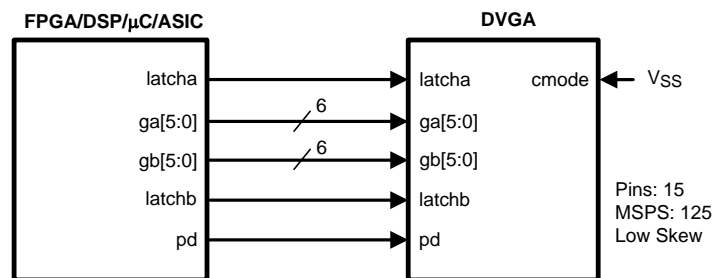 FPGA/DSP/μC/ASIC
DVGA
latcha
latcha
cmode
VSS
ga[5:0]
6
ga[5:0]
gb[5:0]
6
gb[5:0]
latchb
latchb
pd
pd
Pins: 15
MSPS: 125
Low Skew